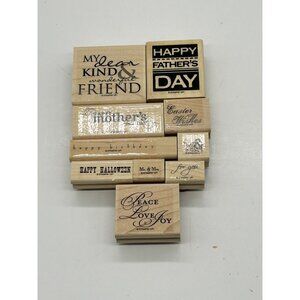 MY dear
KIND &
wonderful
FRIEND
HAPPY
FATHER'S
DAY
mother's
Easter
Wishes
happy birthday
HAPPY HALLOWEEN
Mr. & Mrs.
for you
PEACE
LOVE
JOY